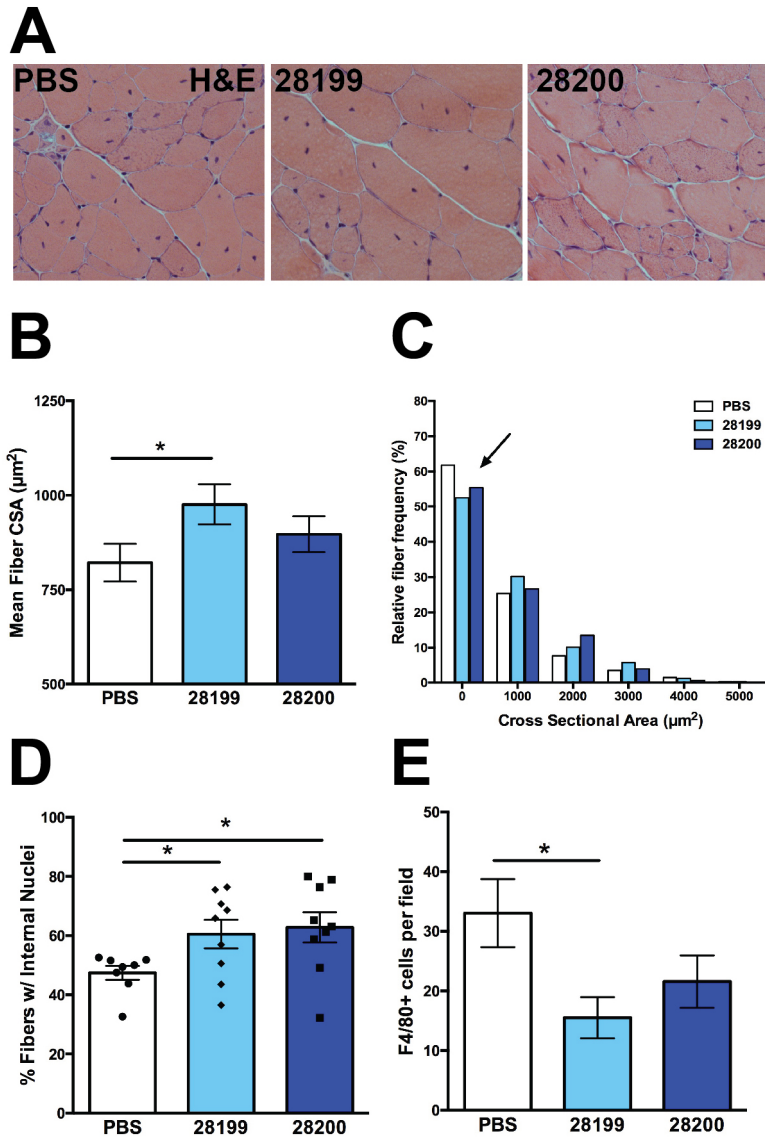 A
PBS H&E 28199 28200
B
Mean Fiber CSA (µm²)
1250
1000
750
500
*
PBS 28199 28200
C
Relative fiber frequency (%)
80
70
60
50
40
30
20
10
0
PBS
28199
28200
0 1000 2000 3000 4000 5000
Cross Sectional Area (µm²)
D
% Fibers w/ Internal Nuclei
100
80
60
40
20
0
*
*
PBS 28199 28200
E
F4/80+ cells per field
50
40
30
20
10
0
*
PBS 28199 28200